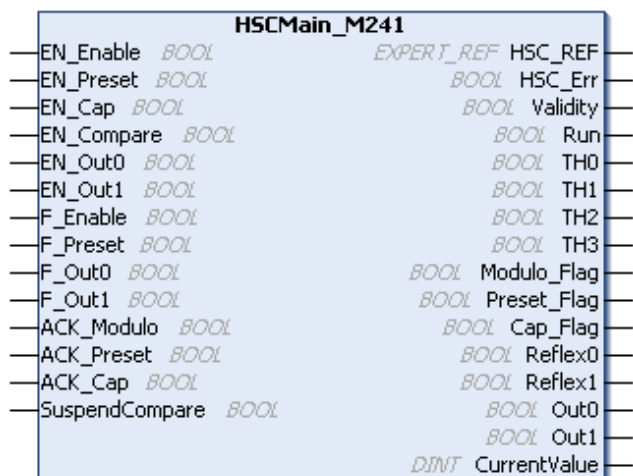 HSCMain_M241
EN_Enable BOOL EXPERT_REF HSC_REF
EN_Preset BOOL BOOL HSC_Err
EN_Cap BOOL BOOL Validity
EN_Compare BOOL BOOL Run
EN_Out0 BOOL BOOL TH0
EN_Out1 BOOL BOOL TH1
F_Enable BOOL BOOL TH2
F_Preset BOOL BOOL TH3
F_Out0 BOOL BOOL Modulo_Flag
F_Out1 BOOL BOOL Preset_Flag
ACK_Modulo BOOL BOOL Cap_Flag
ACK_Preset BOOL BOOL Reflex0
ACK_Cap BOOL BOOL Reflex1
SuspendCompare BOOL BOOL Out0
BOOL Out1
DINT CurrentValue